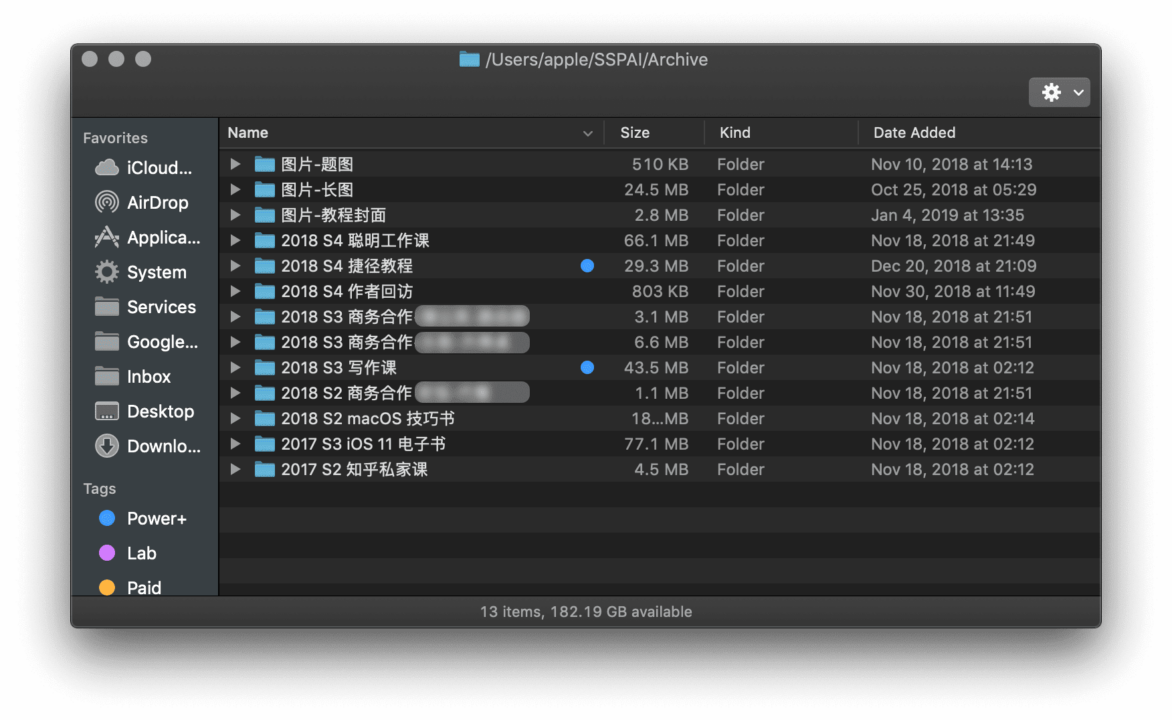 /Users/apple/SSPAI/Archive
Favorites
iCloud...
AirDrop
Applica...
System
Services
Google...
Inbox
Desktop
Downlo...
Tags
Power+
Lab
Paid
Name Size Kind Date Added
图片-题图 510 KB Folder Nov 10, 2018 at 14:13
图片-长图 24.5 MB Folder Oct 25, 2018 at 05:29
图片-教程封面 2.8 MB Folder Jan 4, 2019 at 13:35
2018 S4 聪明工作课 66.1 MB Folder Nov 18, 2018 at 21:49
2018 S4 捷径教程 29.3 MB Folder Dec 20, 2018 at 21:09
2018 S4 作者回访 803 KB Folder Nov 30, 2018 at 11:49
2018 S3 商务合作 3.1 MB Folder Nov 18, 2018 at 21:51
2018 S3 商务合作 6.6 MB Folder Nov 18, 2018 at 21:51
2018 S3 写作课 43.5 MB Folder Nov 18, 2018 at 02:12
2018 S2 商务合作 1.1 MB Folder Nov 18, 2018 at 21:51
2018 S2 macOS 技巧书 18...MB Folder Nov 18, 2018 at 02:14
2017 S3 iOS 11 电子书 77.1 MB Folder Nov 18, 2018 at 02:12
2017 S2 知乎私家课 4.5 MB Folder Nov 18, 2018 at 02:12
13 items, 182.19 GB available